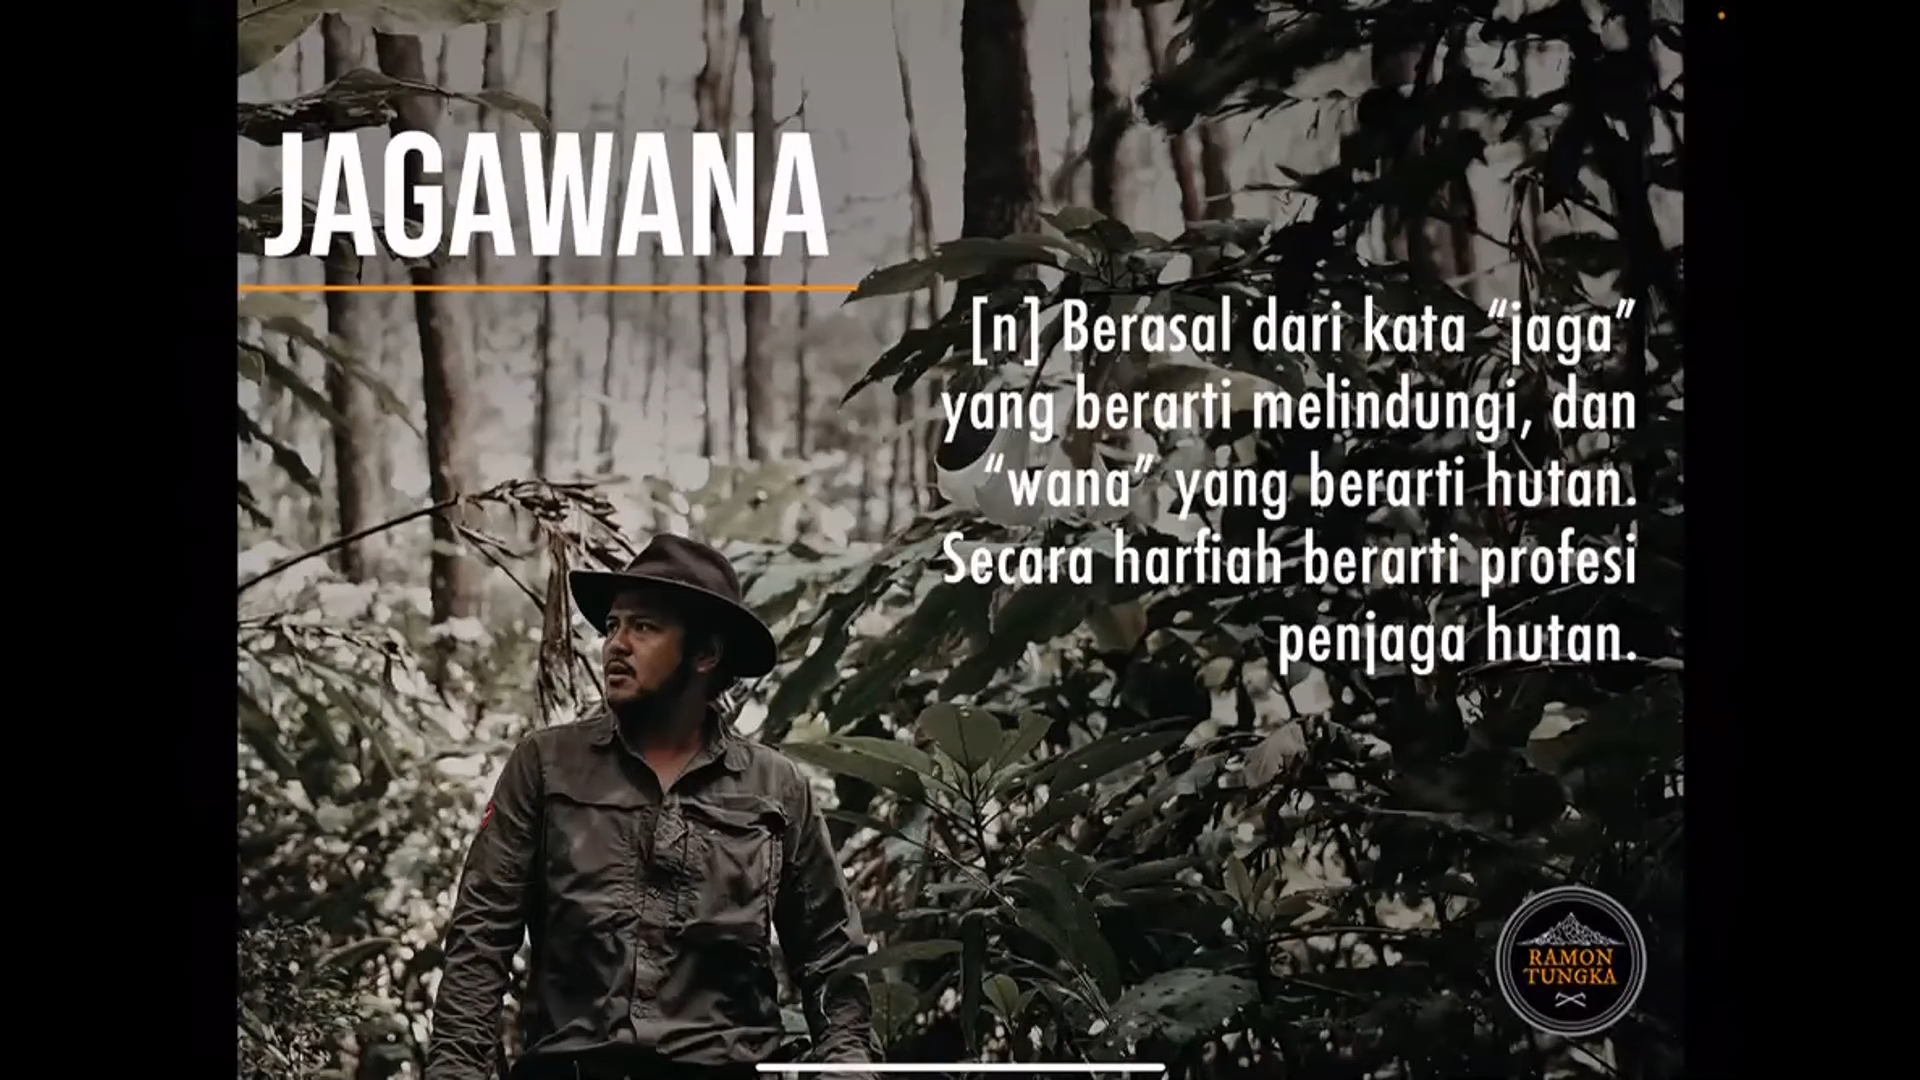 JAGAWANA
[n] Berasal dari kata “jaga”
yang berarti melindungi, dan
“wana” yang berarti hutan.
Secara harfiah berarti profesi
penjaga hutan.
RAMON
TUNGKA